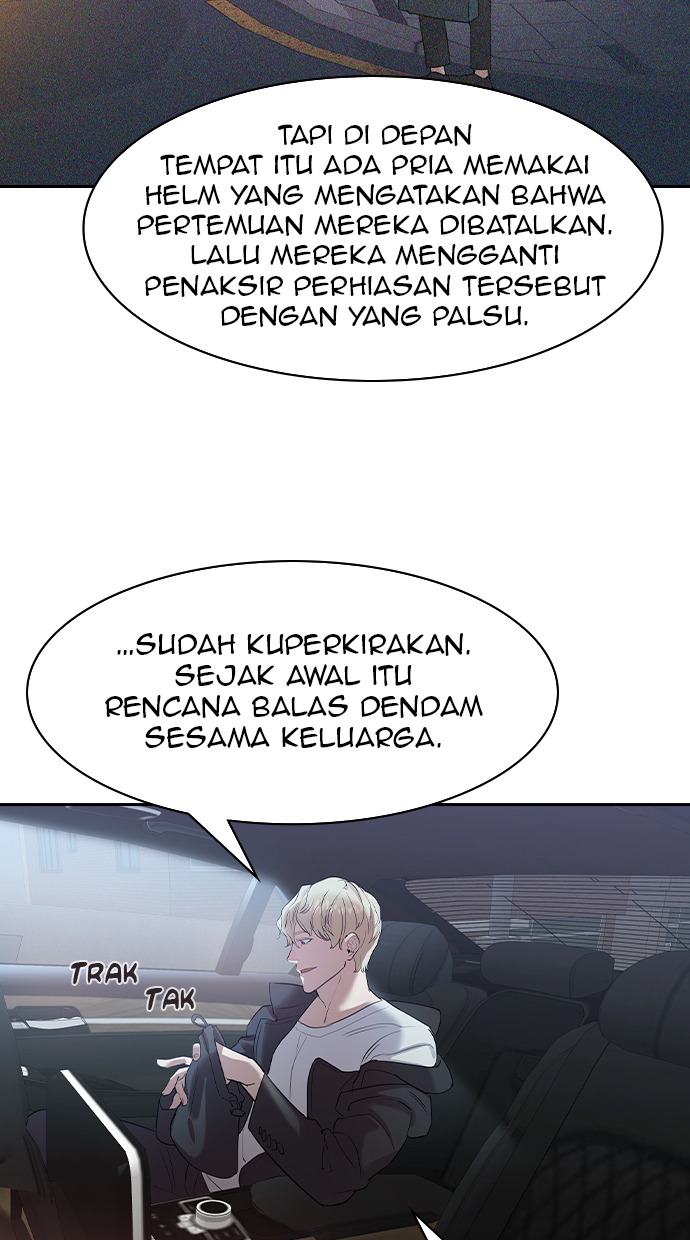 TAPI DI DEPAN
TEMPAT ITU ADA PRIA MEMAKAI
HELM YANG MENGATAKAN BAHWA
PERTEMUAN MEREKA DIBATALKAN.
LALU MEREKA MENGGANTI
PENAKSIR PERHIASAN TERSEBUT
DENGAN YANG PALSU.
...SUDAH KUPERKIRAKAN.
SEJAK AWAL ITU
RENCANA BALAS DENDAM
SESAMA KELUARGA.
TRAK
TAK